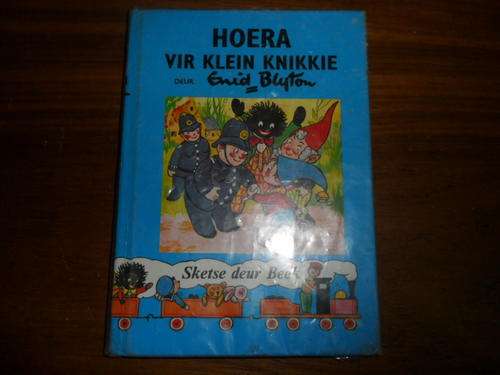 HOERA
VIR KLEIN KNIKKIE
DEUR Enid Blyton
Sketse deur Beek